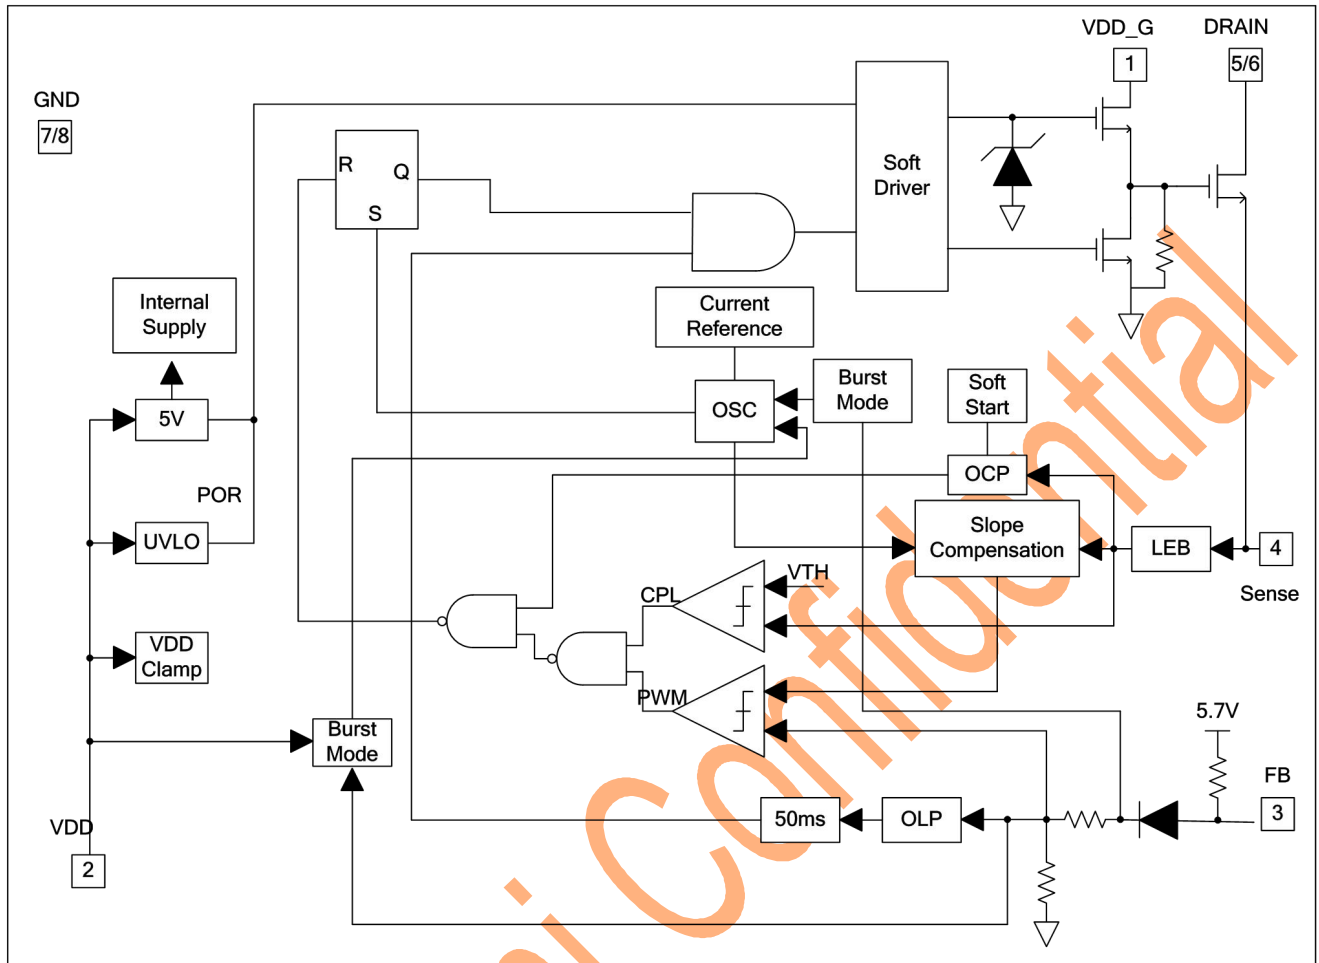 VDD_G
DRAIN
1
5/6
GND
7/8
R
Q
S
Soft
Driver
Internal
Supply
Current
Reference
5V
OSC
Burst
Mode
Soft
Start
POR
OCP
UVLO
Slope
Compensation
LEB
4
Sense
VTH
CPL
VDD
Clamp
PWM
Burst
Mode
5.7V
FB
3
50ms
OLP
VDD
2
ni Confidential